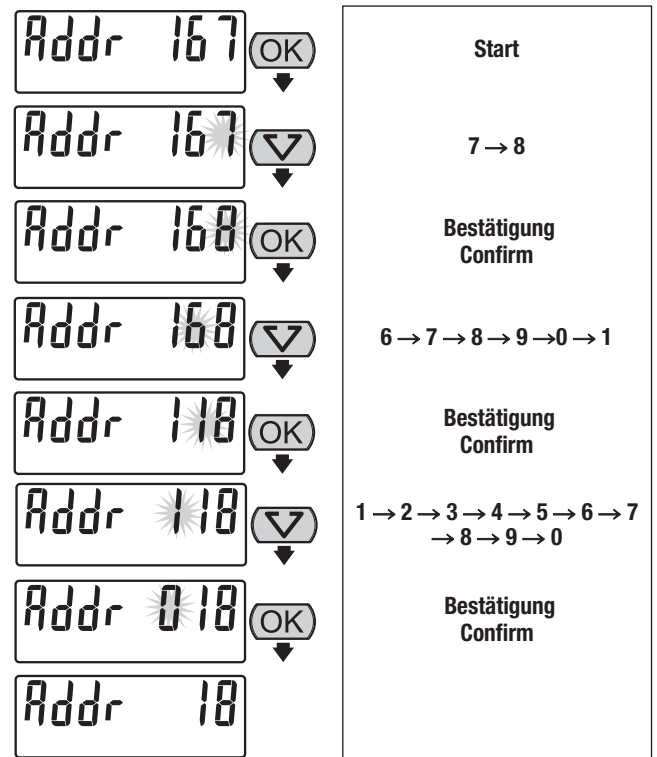 Addr 167
OK
Start
Addr 167
7 → 8
Addr 168
OK
Bestätigung
Confirm
Addr 168
6 → 7 → 8 → 9 →0 → 1
Addr 118
OK
Bestätigung
Confirm
Addr 118
1 → 2 → 3 → 4 → 5 → 6 → 7
→ 8 → 9 → 0
Addr 018
OK
Bestätigung
Confirm
Addr 18